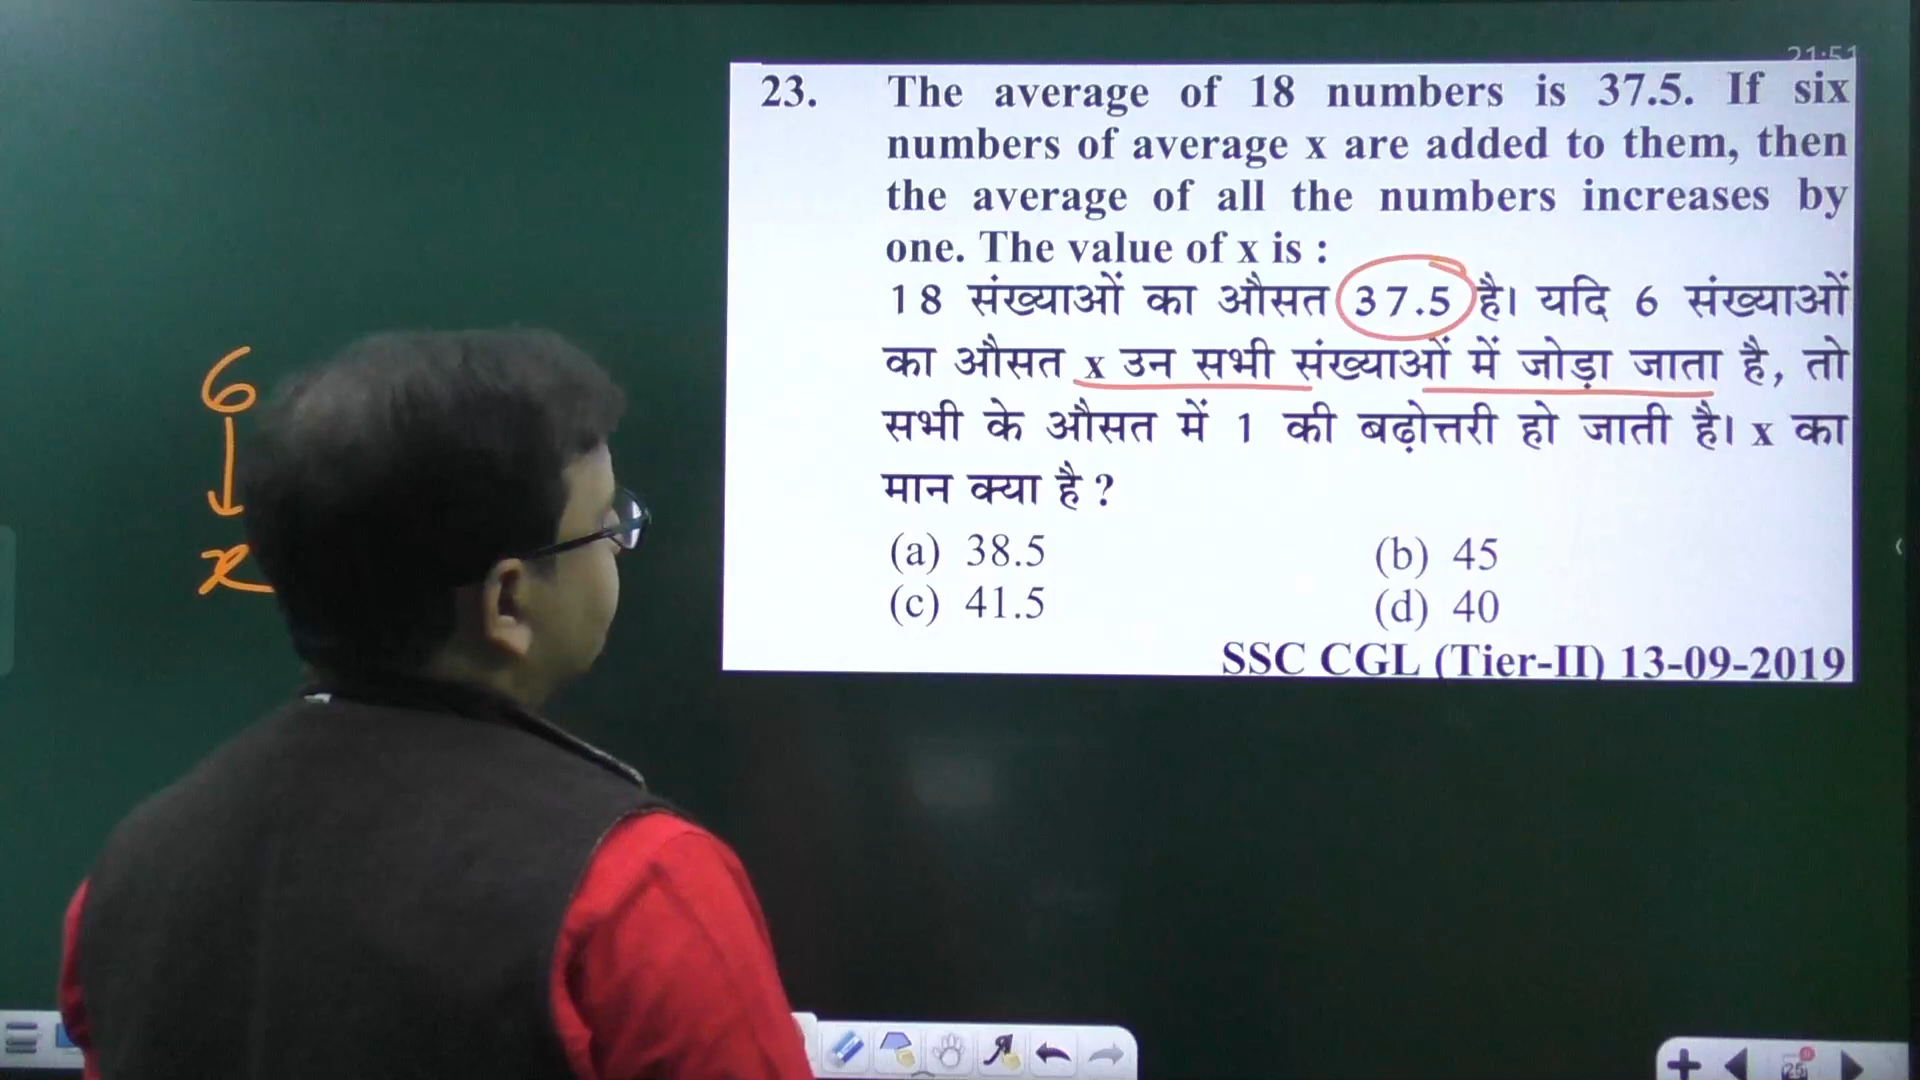 21:51
23. The average of 18 numbers is 37.5. If six
numbers of average x are added to them, then
the average of all the numbers increases by
one. The value of x is :
18 संख्याओं का औसत 37.5 है। यदि 6 संख्याओं
का औसत x उन सभी संख्याओं में जोड़ा जाता है, तो
सभी के औसत में 1 की बढ़ोत्तरी हो जाती है। x का
मान क्या है ?
(a) 38.5 (b) 45
(c) 41.5 (d) 40
SSC CGL (Tier-II) 13-09-2019
6
x
25